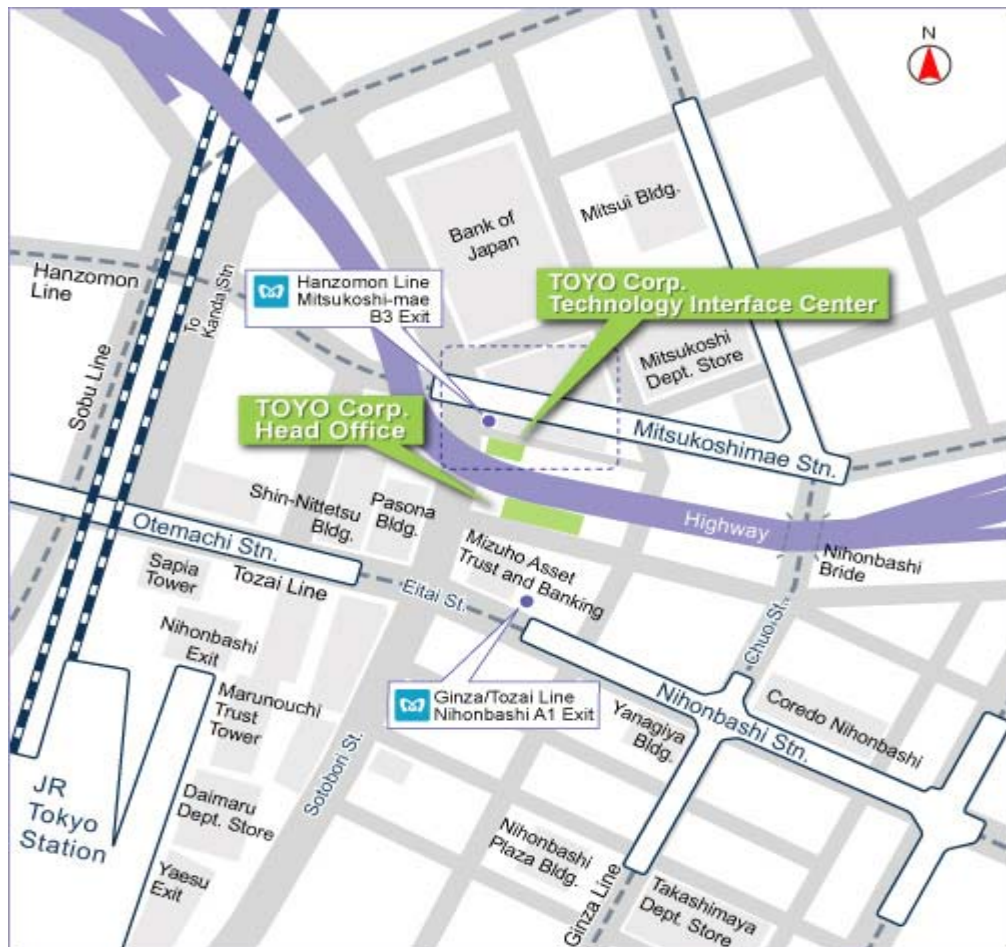 N
Mitsui Bldg.
Bank of
Japan
Hanzomon
Line
To
Kanda Stn
Hanzomon Line
Mitsukoshi-mae
B3 Exit
TOYO Corp.
Technology Interface Center
Mitsukoshi
Dept. Store
Sobu Line
TOYO Corp.
Head Office
Mitsukoshimae Stn.
Shin-Nittetsu
Bldg.
Pasona
Bldg.
Highway
Otemachi Stn.
Mizuho Asset
Trust and Banking
Nihonbashi
Bride
Sapia
Tower
Tozai Line
Eitai St.
Chuo St.
Nihonbashi
Exit
Ginza/Tozai Line
Nihonbashi A1 Exit
Marunouchi
Trust
Tower
Yanagiya
Bldg.
Nihonbashi Stn.
Coredo Nihonbashi
Sotobori St.
JR
Tokyo
Station
Daimaru
Dept. Store
Nihonbashi
Plaza Bldg.
Yaesu
Exit
Ginza Line
Takashimaya
Dept. Store